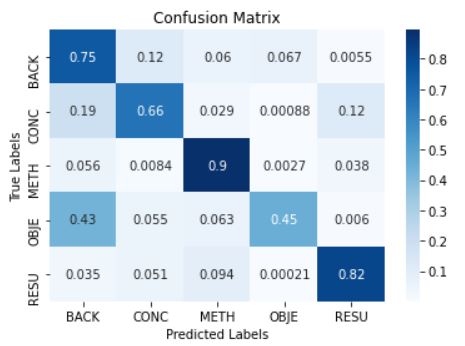 Confusion Matrix
BACK 0.75 0.12 0.06 0.067 0.0055
CONC 0.19 0.66 0.029 0.00088 0.12
METH 0.056 0.0084 0.9 0.0027 0.038
OBJE 0.43 0.055 0.063 0.45 0.006
RESU 0.035 0.051 0.094 0.00021 0.82
BACK CONC METH OBJE RESU
Predicted Labels
True Labels
0.8
0.7
0.6
0.5
0.4
0.3
0.2
0.1